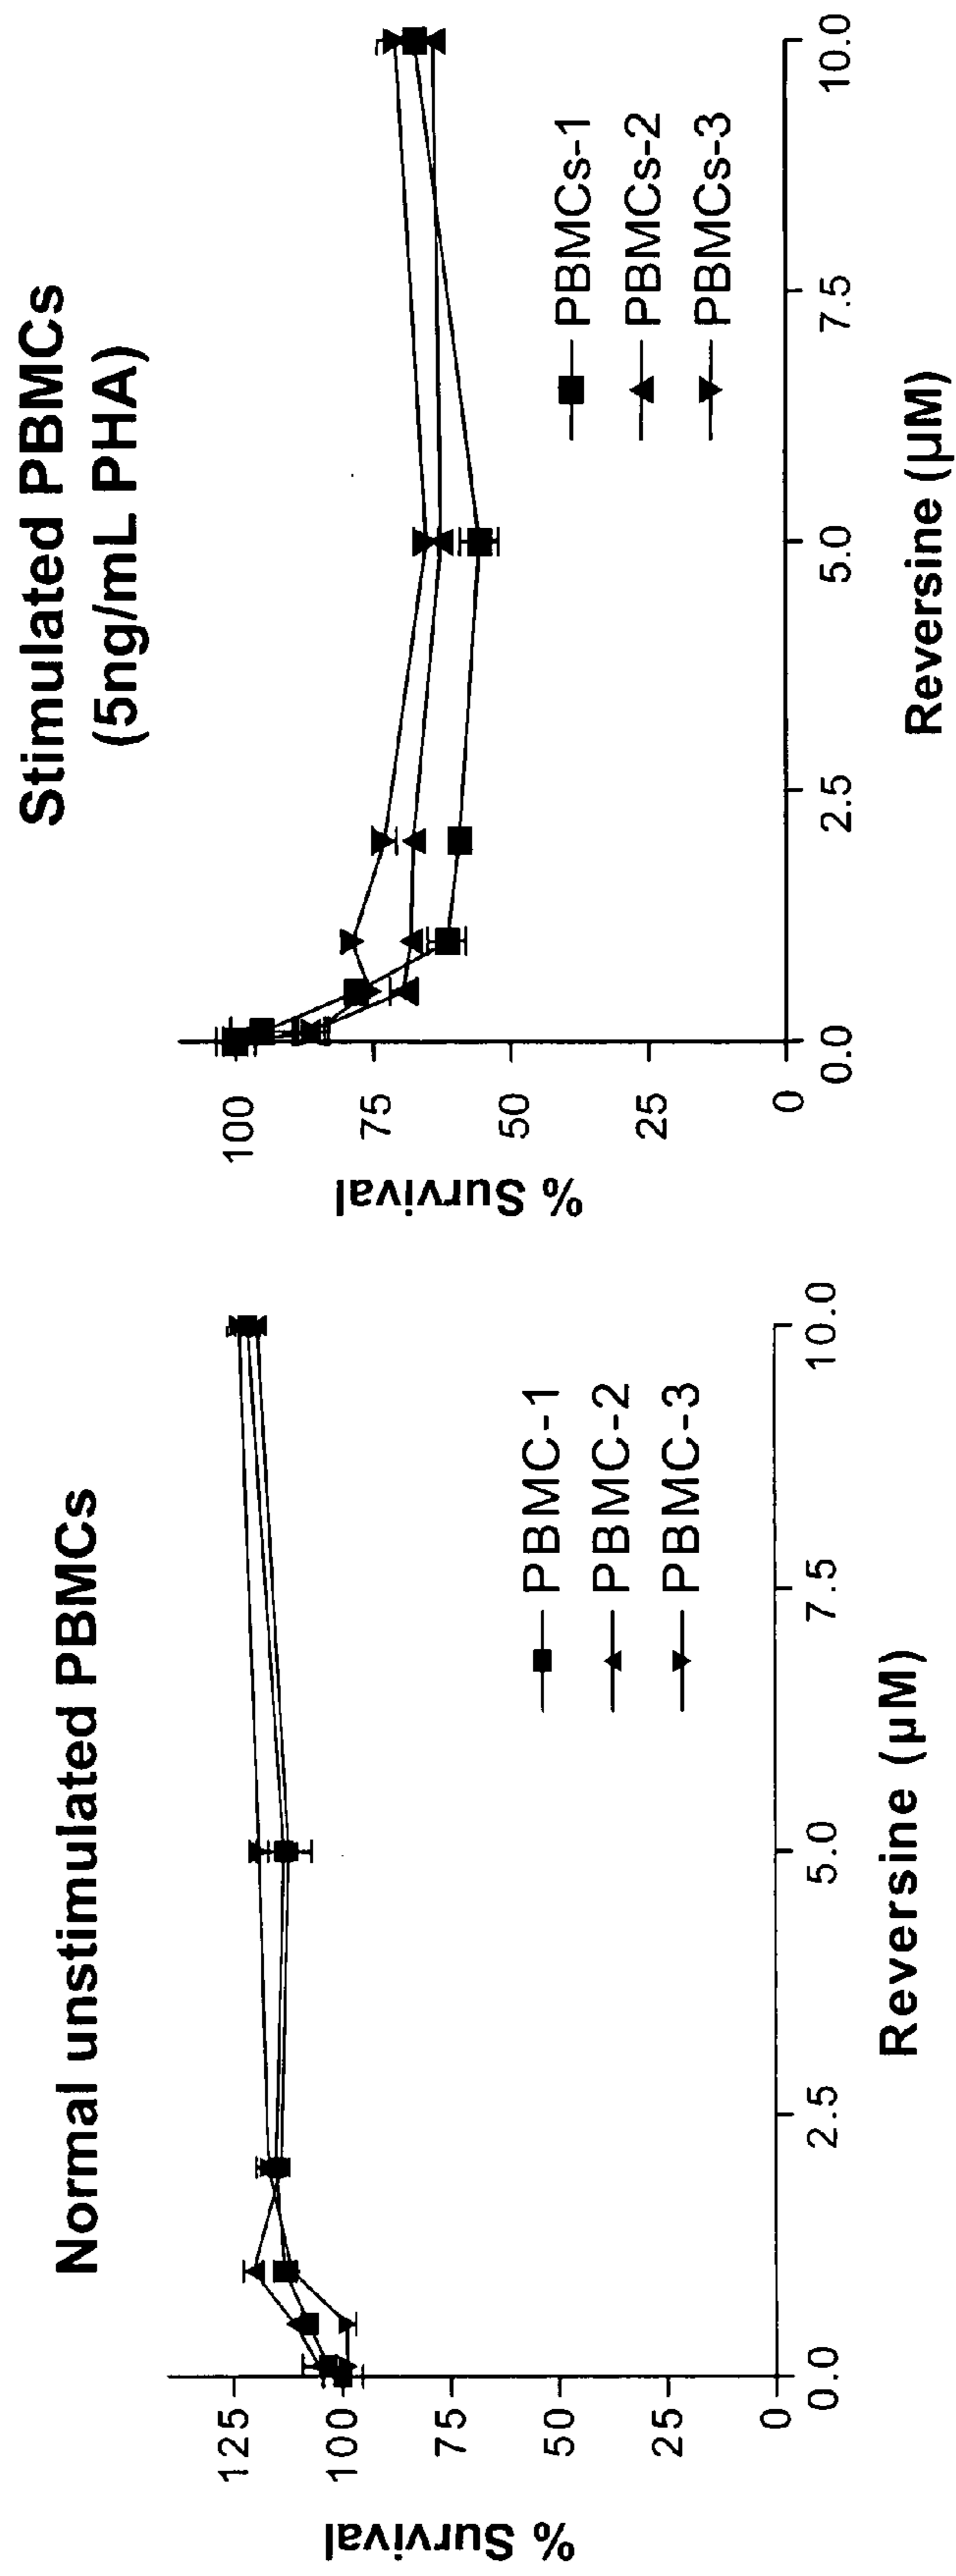 Normal unstimulated PBMCs
% Survival
125
100
75
50
25
0
0.0
2.5
5.0
7.5
10.0
Reversine (µM)
PBMC-1
PBMC-2
PBMC-3
Stimulated PBMCs
(5ng/mL PHA)
% Survival
100
75
50
25
0
0.0
2.5
5.0
7.5
10.0
Reversine (µM)
PBMCs-1
PBMCs-2
PBMCs-3